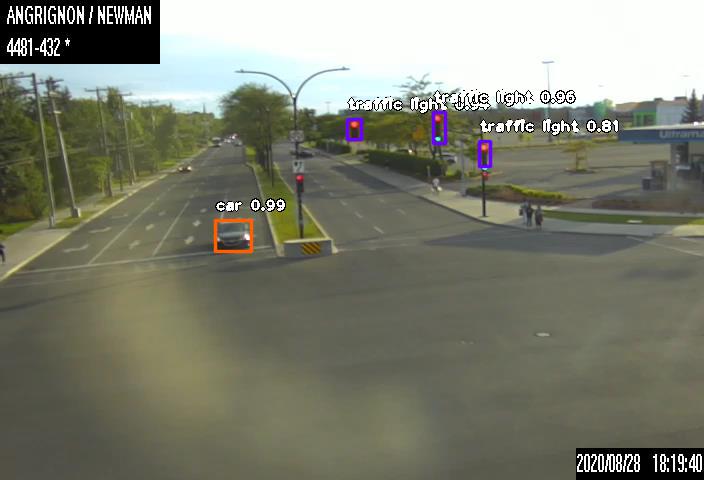 ANGRIGNON / NEWMAN
4481-432 *
traffic light 0.96
traffic light 0.81
car 0.99
Ultramar
2020/08/28 18:19:40